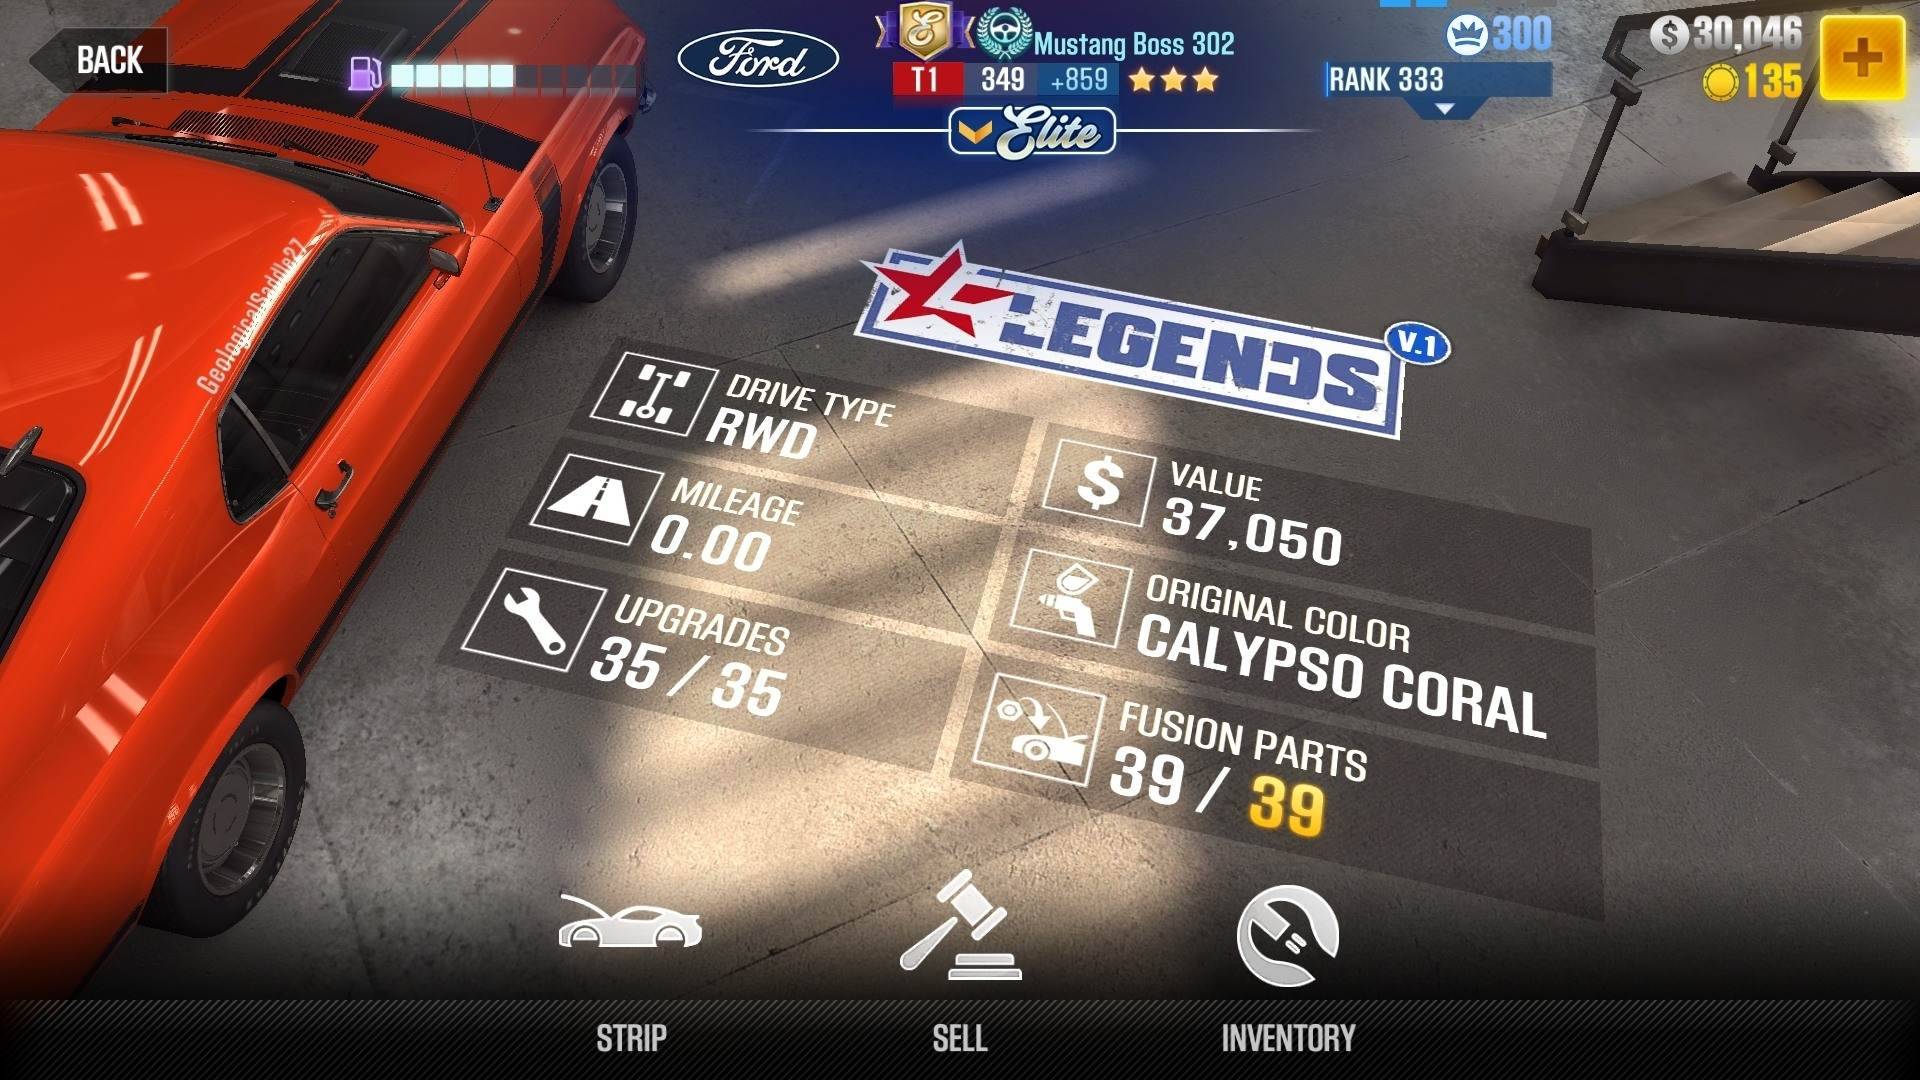 BACK
Ford
Mustang Boss 302
T1 349 +859
Elite
300
RANK 333
30,046
135
GeologicalSaddle27
LEGENDS
V.1
DRIVE TYPE
RWD
MILEAGE
0.00
UPGRADES
35 / 35
$
VALUE
37,050
ORIGINAL COLOR
CALYPSO CORAL
FUSION PARTS
39 / 39
STRIP
SELL
INVENTORY